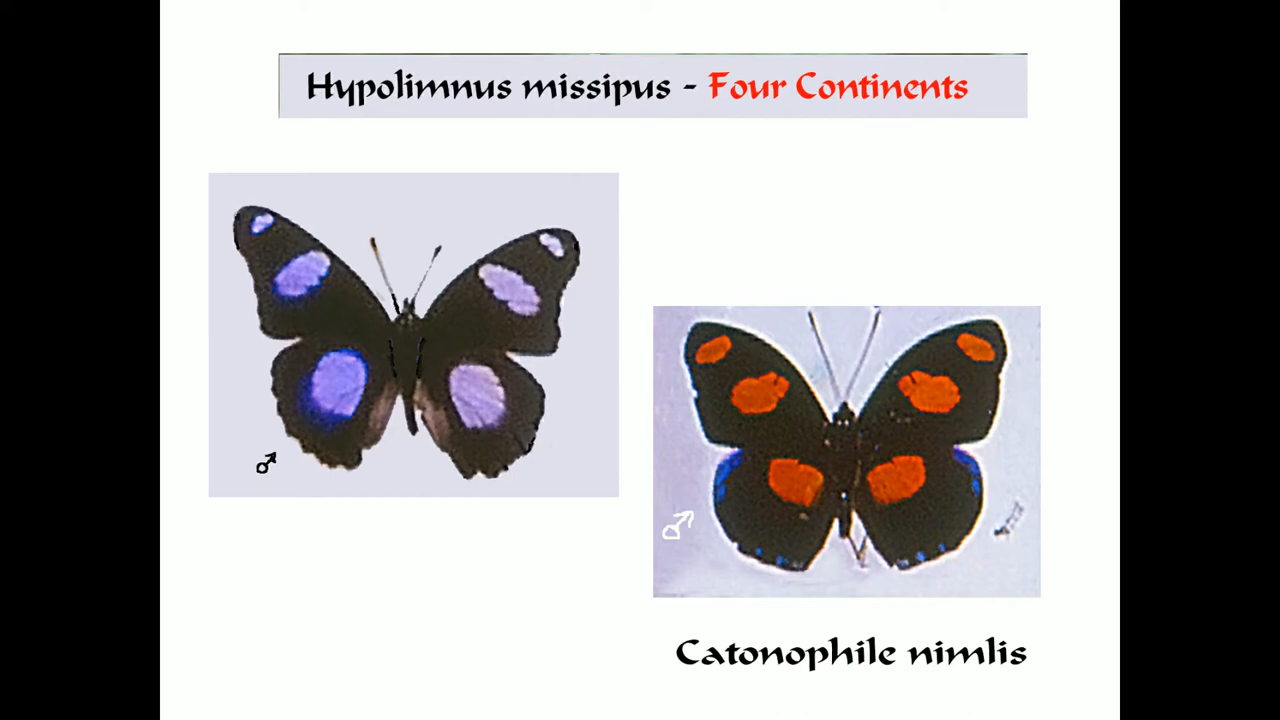 Hypolimnus missipus - Four Continents
♂
♂
Catonophile nimlis